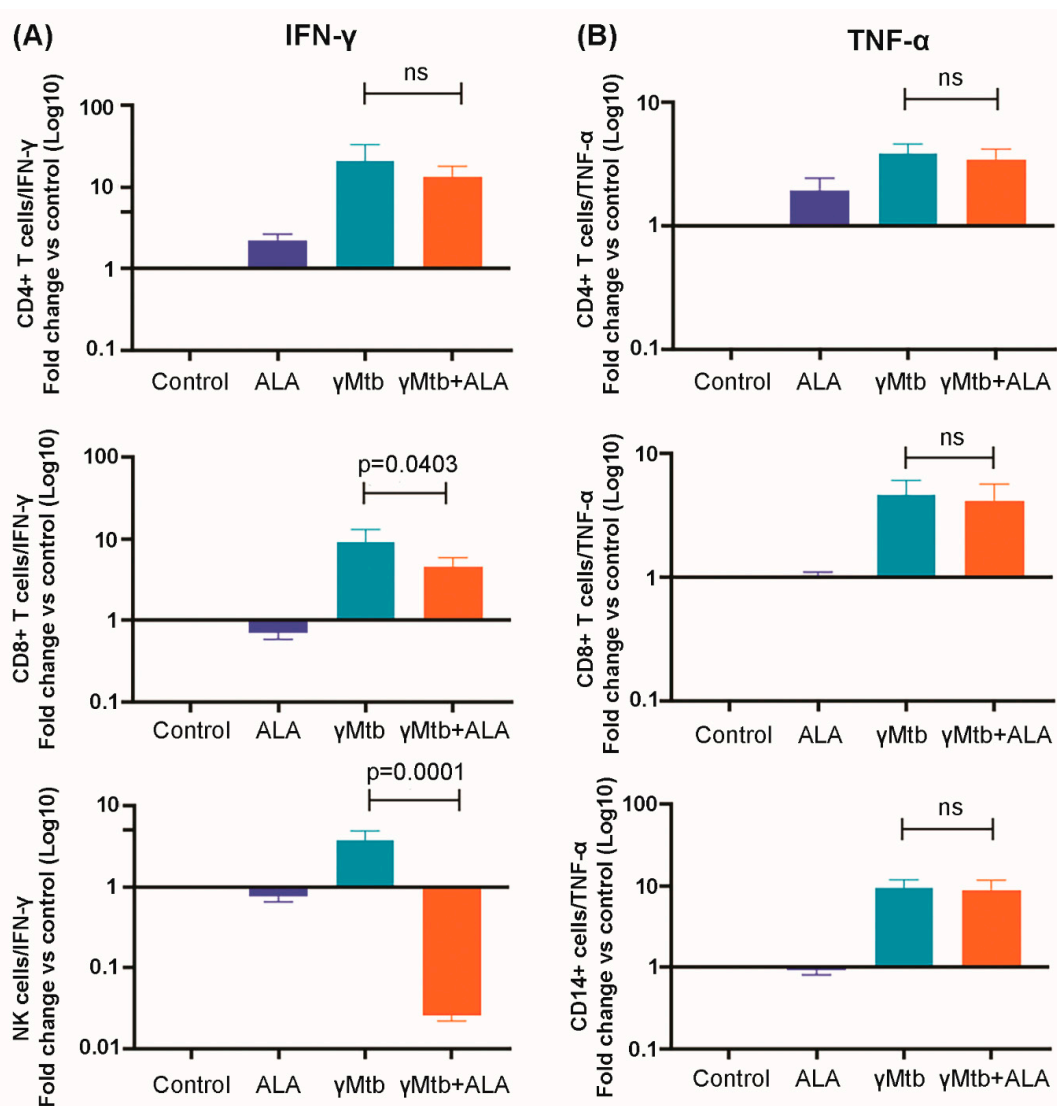 (A)
IFN-γ
CD4+ T cells/IFN-γ
Fold change vs control (Log10)
100
10
1
0.1
ns
Control ALA γMtb γMtb+ALA
(B)
TNF-α
CD4+ T cells/TNF-α
Fold change vs control (Log10)
10
1
0.1
ns
Control ALA γMtb γMtb+ALA
CD8+ T cells/IFN-γ
Fold change vs control (Log10)
100
10
1
0.1
p=0.0403
Control ALA γMtb γMtb+ALA
CD8+ T cells/TNF-α
Fold change vs control (Log10)
10
1
0.1
ns
Control ALA γMtb γMtb+ALA
NK cells/IFN-γ
Fold change vs control (Log10)
10
1
0.1
0.01
p=0.0001
Control ALA γMtb γMtb+ALA
CD14+ cells/TNF-α
Fold change vs control (Log10)
100
10
1
0.1
ns
Control ALA γMtb γMtb+ALA